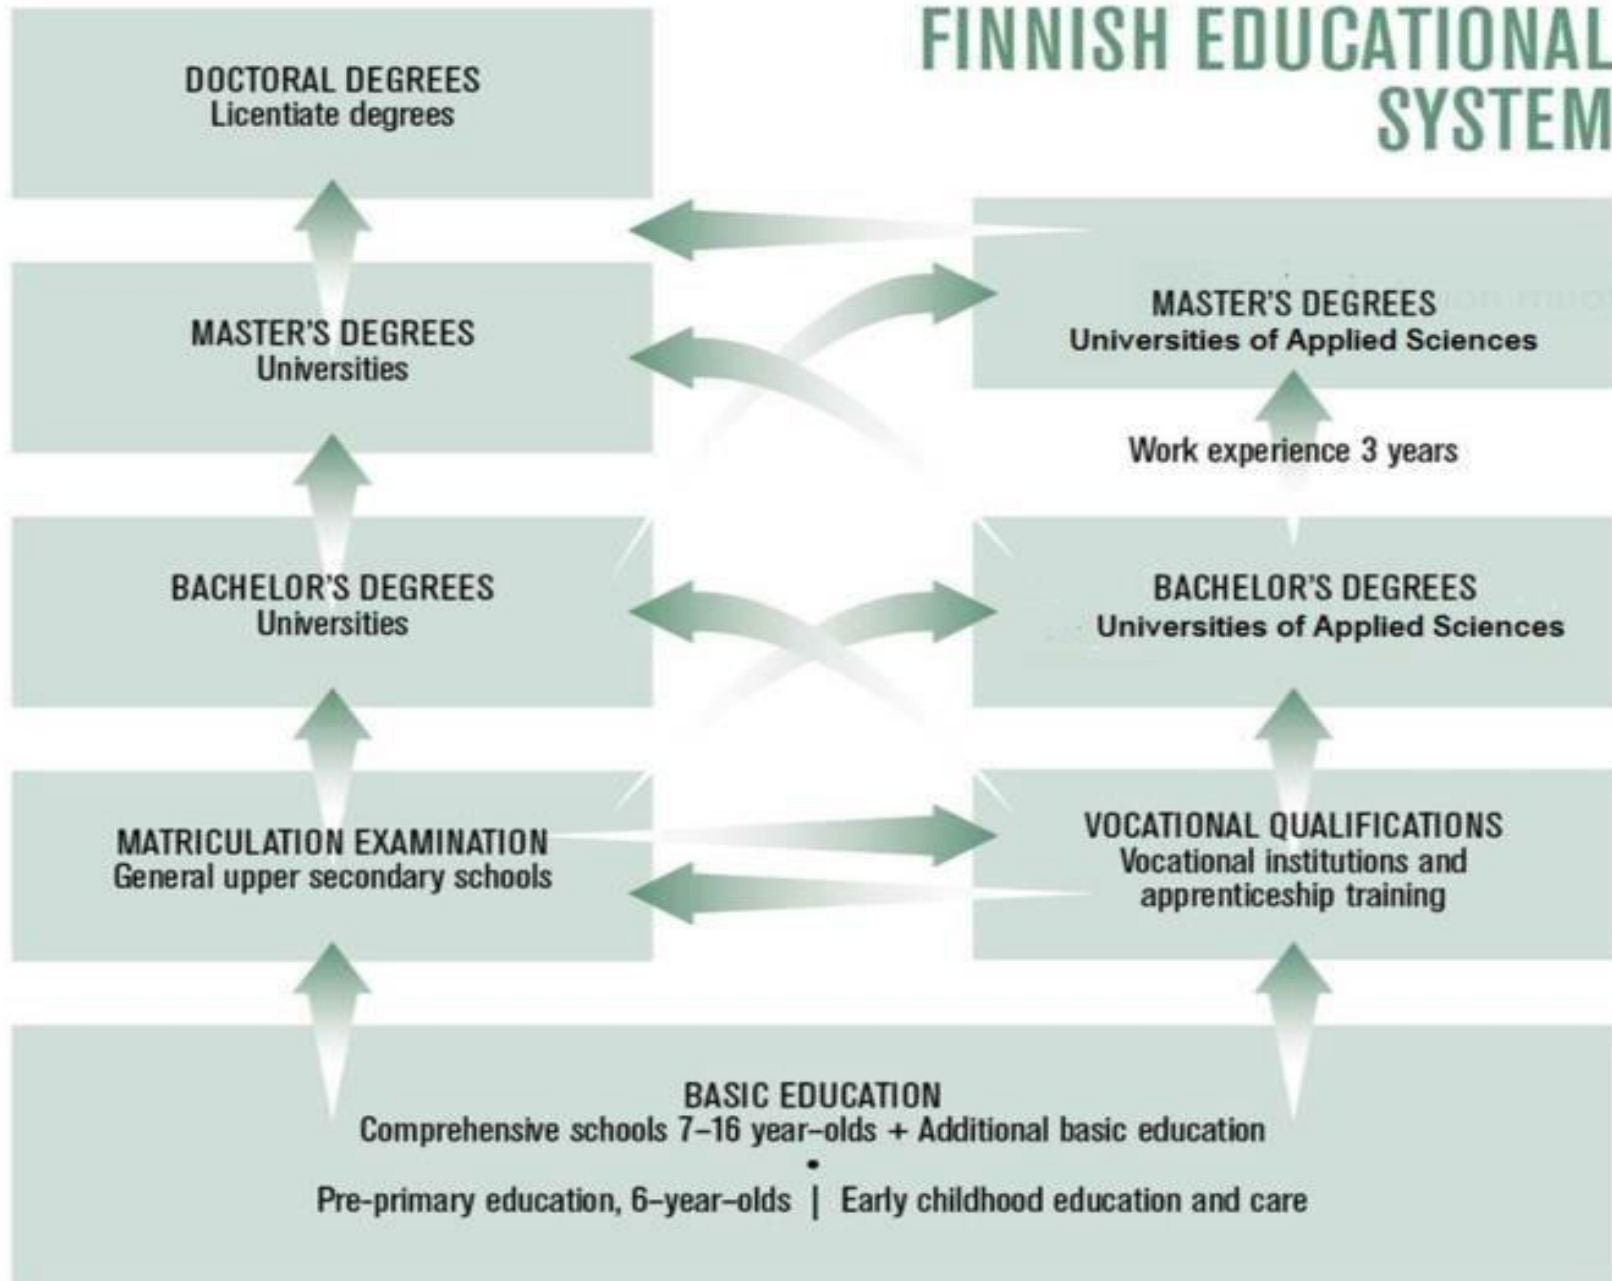 FINNISH EDUCATIONAL
SYSTEM
DOCTORAL DEGREES
Licentiate degrees
MASTER'S DEGREES
Universities
MASTER'S DEGREES
Universities of Applied Sciences
Work experience 3 years
BACHELOR'S DEGREES
Universities
BACHELOR'S DEGREES
Universities of Applied Sciences
MATRICULATION EXAMINATION
General upper secondary schools
VOCATIONAL QUALIFICATIONS
Vocational institutions and
apprenticeship training
BASIC EDUCATION
Comprehensive schools 7–16 year–olds + Additional basic education
•
Pre-primary education, 6–year–olds | Early childhood education and care